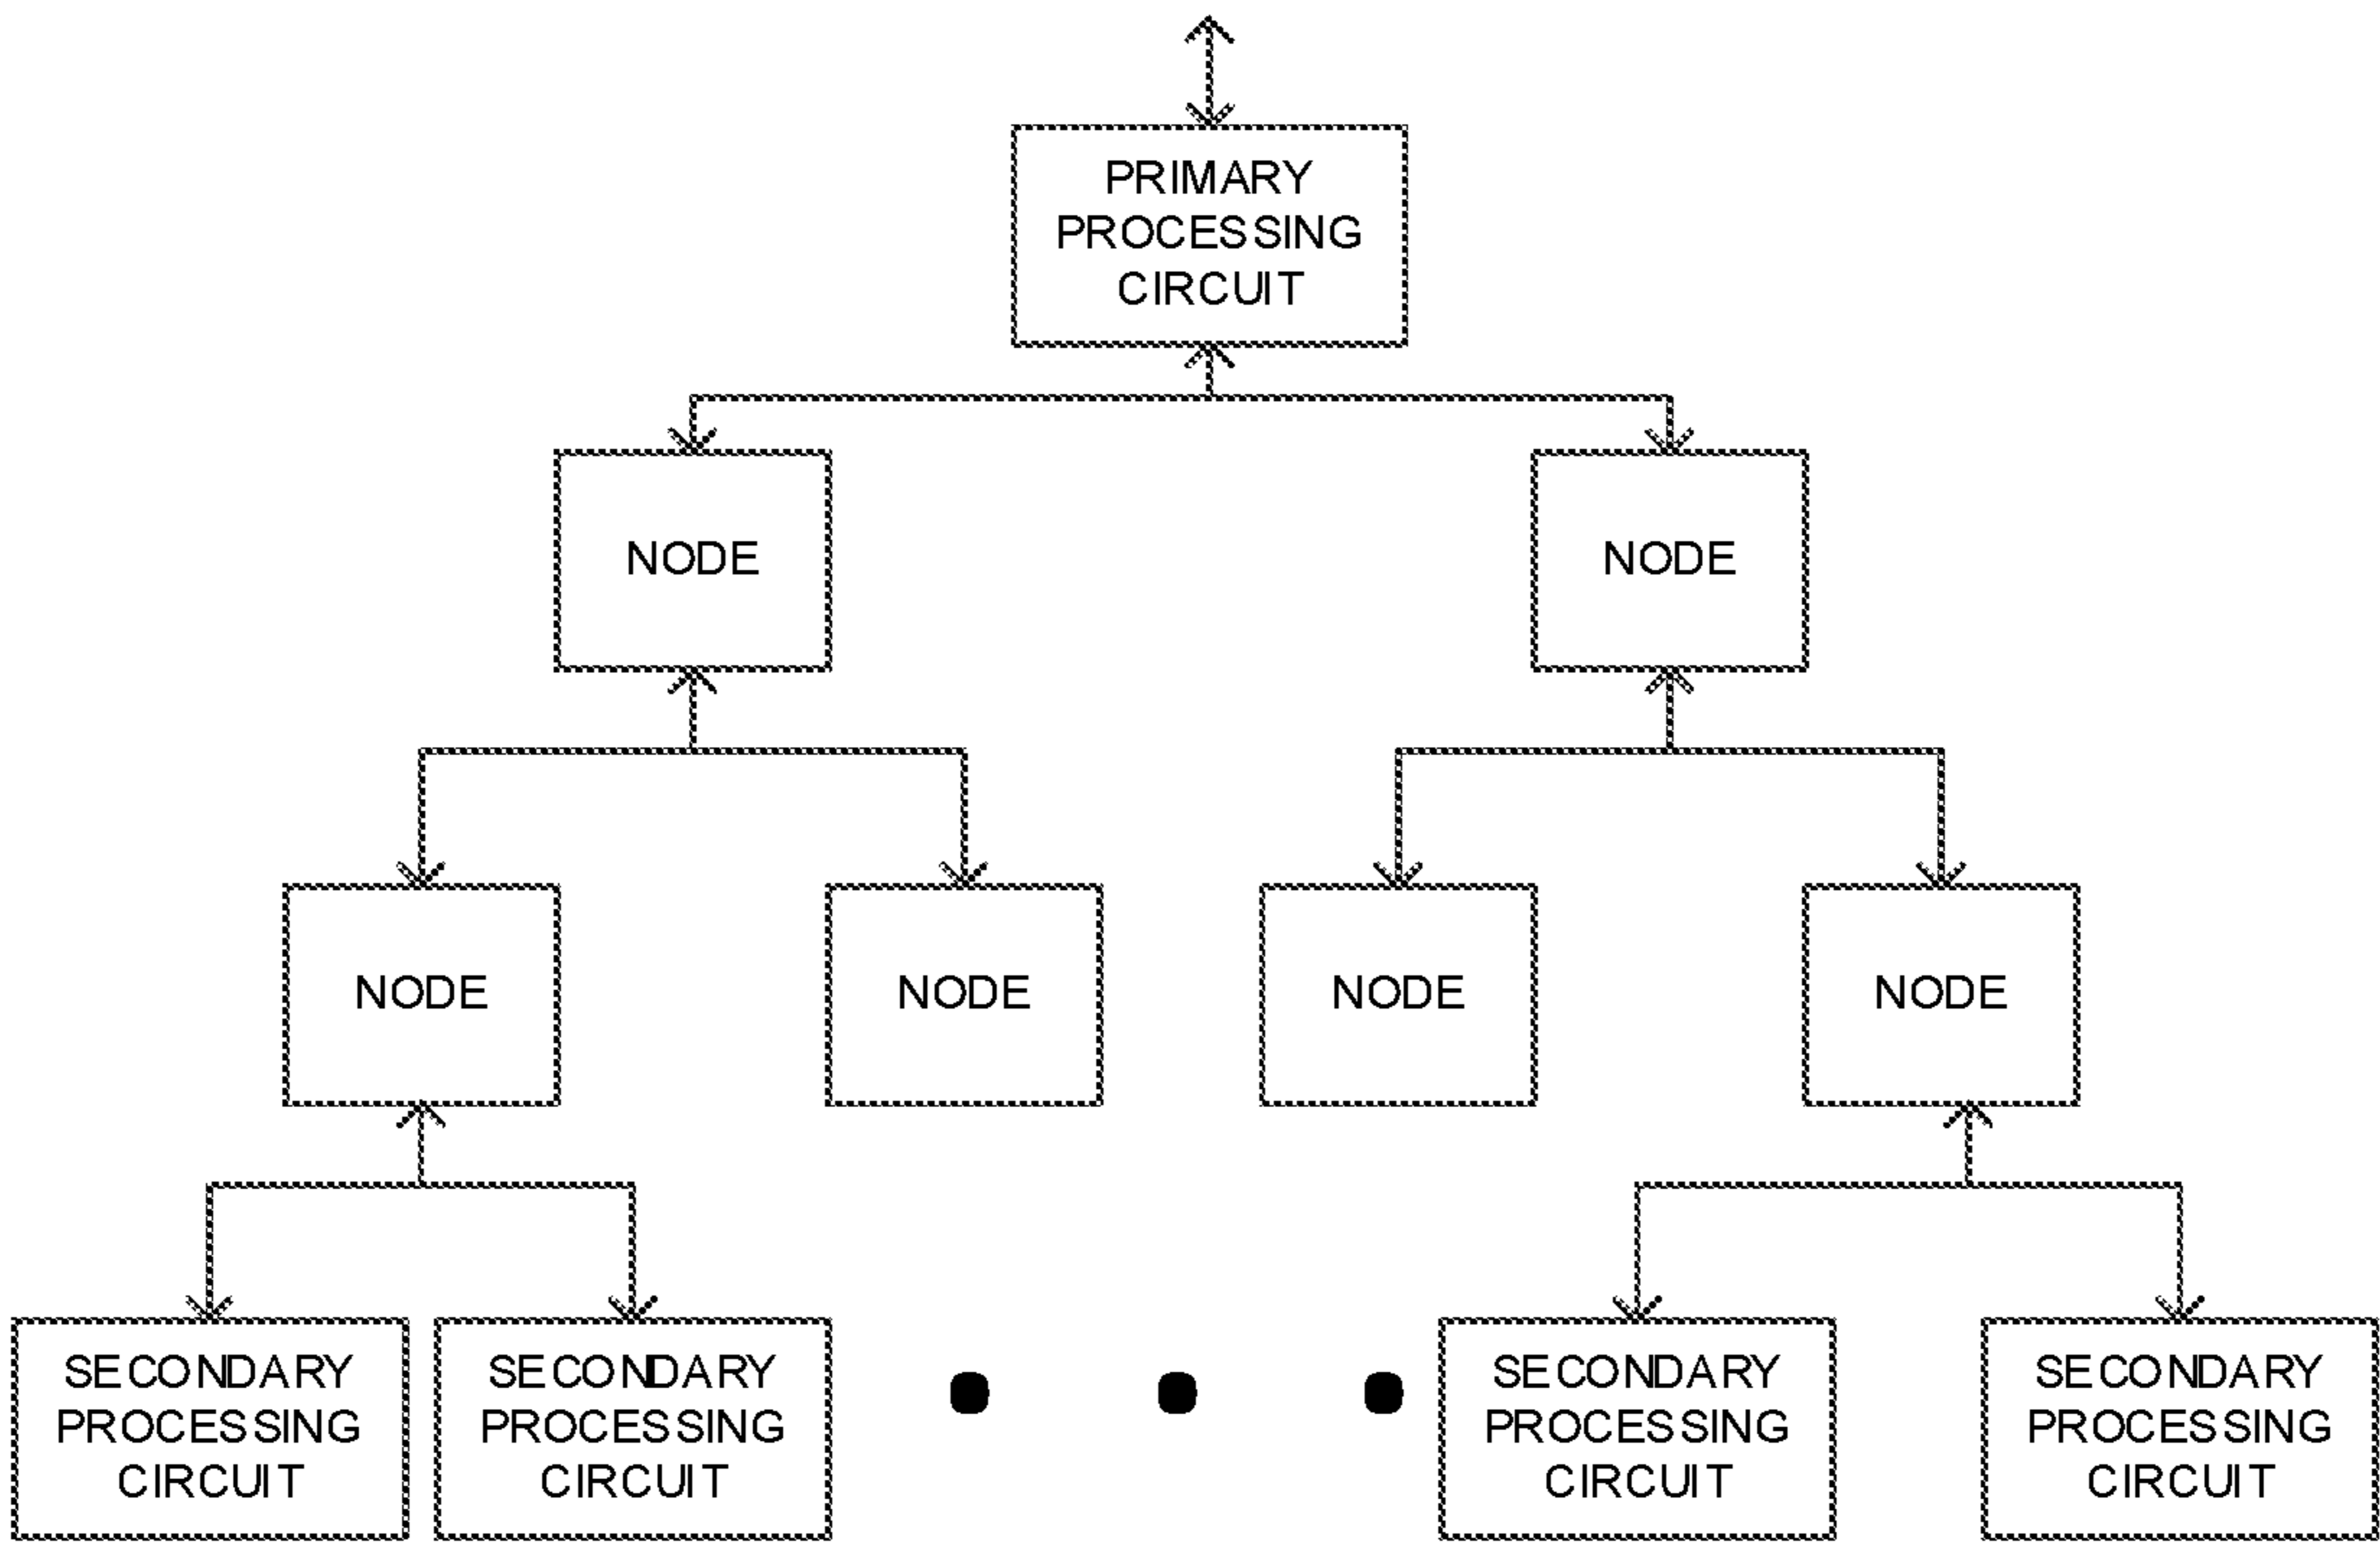 PRIMARY
PROCESSING
CIRCUIT
NODE
NODE
NODE
NODE
NODE
NODE
SECONDARY
PROCESSING
CIRCUIT
SECONDARY
PROCESSING
CIRCUIT
SECONDARY
PROCESSING
CIRCUIT
SECONDARY
PROCESSING
CIRCUIT